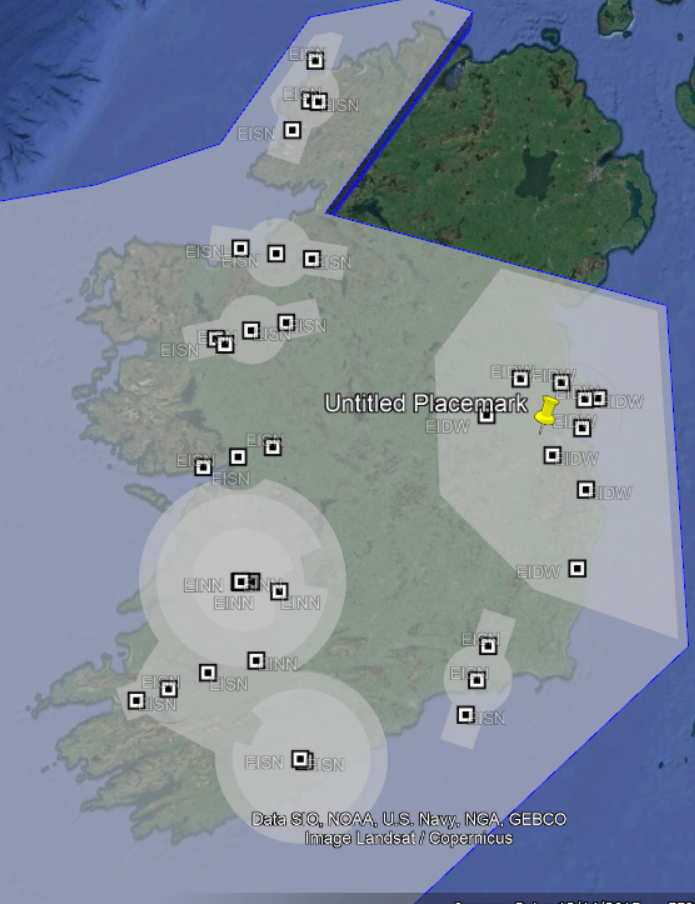 EISN
EISN
EISN
EISN
EISN
EISN
EISN
EISN
EISN
EISN
EIDW
EIDW
EIDW
Untitled Placemark
EIDW
EIDW
EISN
EISN
EISN
EIDW
EIDW
EINN
EINN
EINN
EINN
EIDW
EISN
EINN
EISN
EISN
EISN
EISN
EISN
EISN
EISN
Data SIO, NOAA, U.S. Navy, NGA, GEBCO
Image Landsat / Copernicus